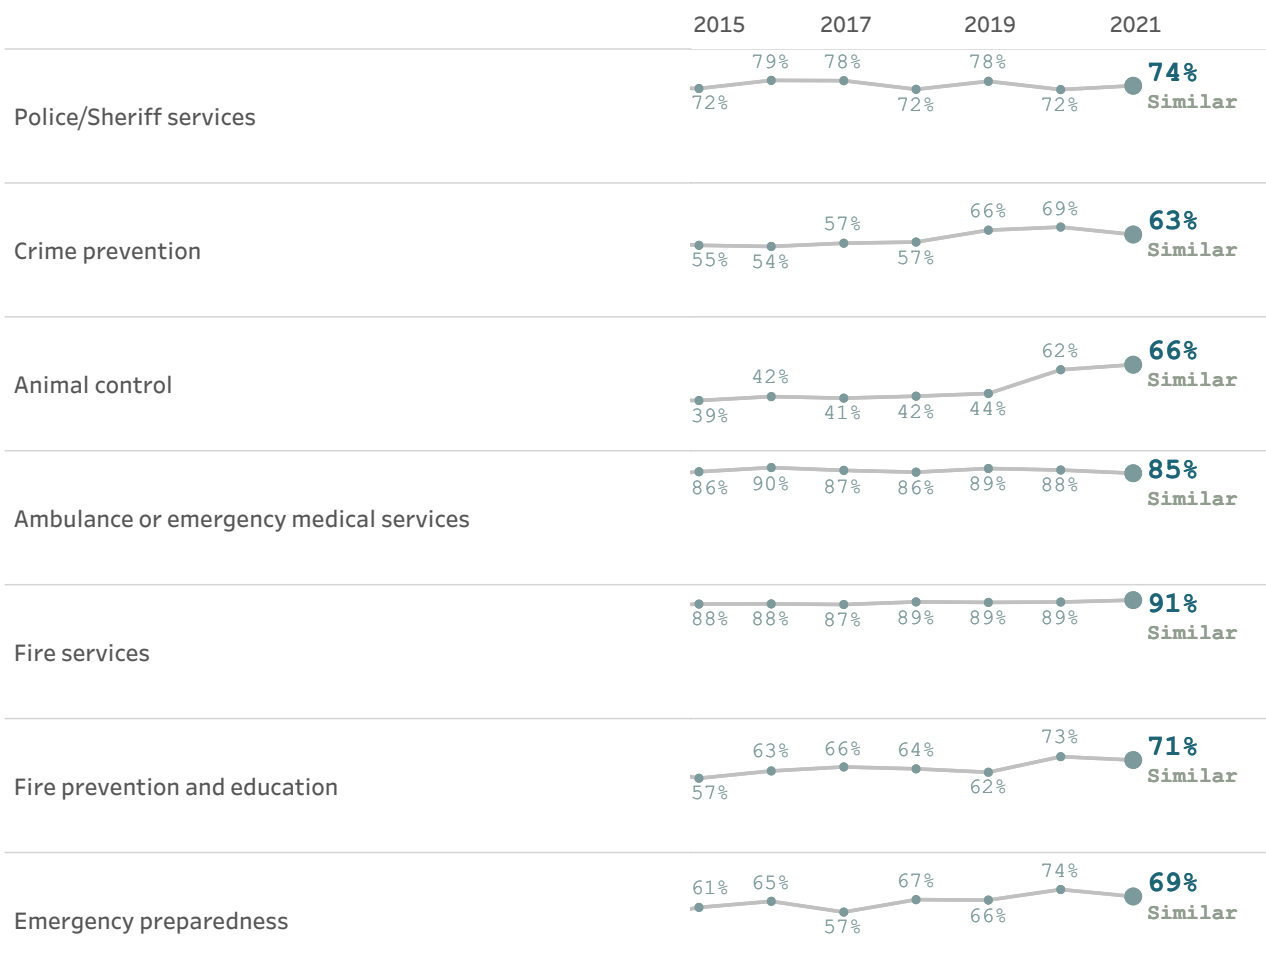 2015 2017 2019 2021
79% 78% 78% 74%
72% 72% 72% Similar
Police/Sheriff services
57% 66% 69% 63%
55% 54% 57% Similar
Crime prevention
42% 62% 66%
39% 41% 42% 44% Similar
Animal control
86% 90% 87% 86% 89% 88% 85%
Similar
Ambulance or emergency medical services
88% 88% 87% 89% 89% 89% 91%
Similar
Fire services
63% 66% 64% 73% 71%
57% 62% Similar
Fire prevention and education
61% 65% 67% 74% 69%
57% 66% Similar
Emergency preparedness